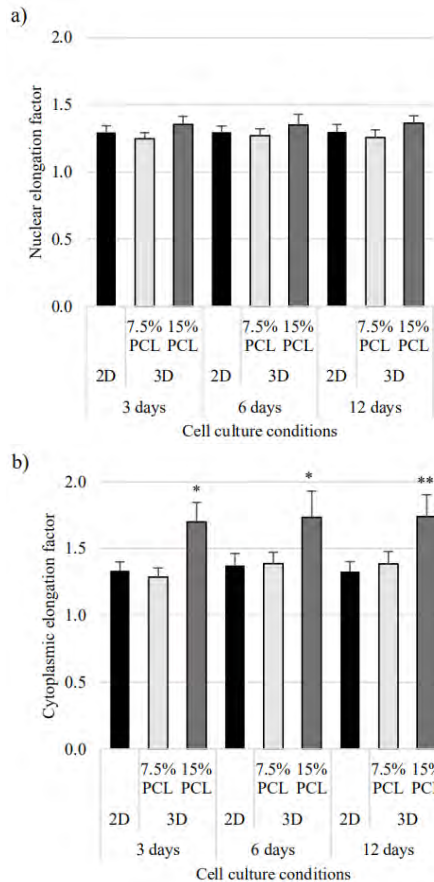 a)
2.0
1.5
1.0
0.5
0.0
Nuclear elongation factor
7.5% 15% 7.5% 15% 7.5% 15%
PCL PCL PCL PCL PCL PCL
2D 3D 2D 3D 2D 3D
3 days 6 days 12 days
Cell culture conditions
b)
2.0
1.5
1.0
0.5
0.0
Cytoplasmic elongation factor
* * **
7.5% 15% 7.5% 15% 7.5% 15%
PCL PCL PCL PCL PCL PCL
2D 3D 2D 3D 2D 3D
3 days 6 days 12 days
Cell culture conditions